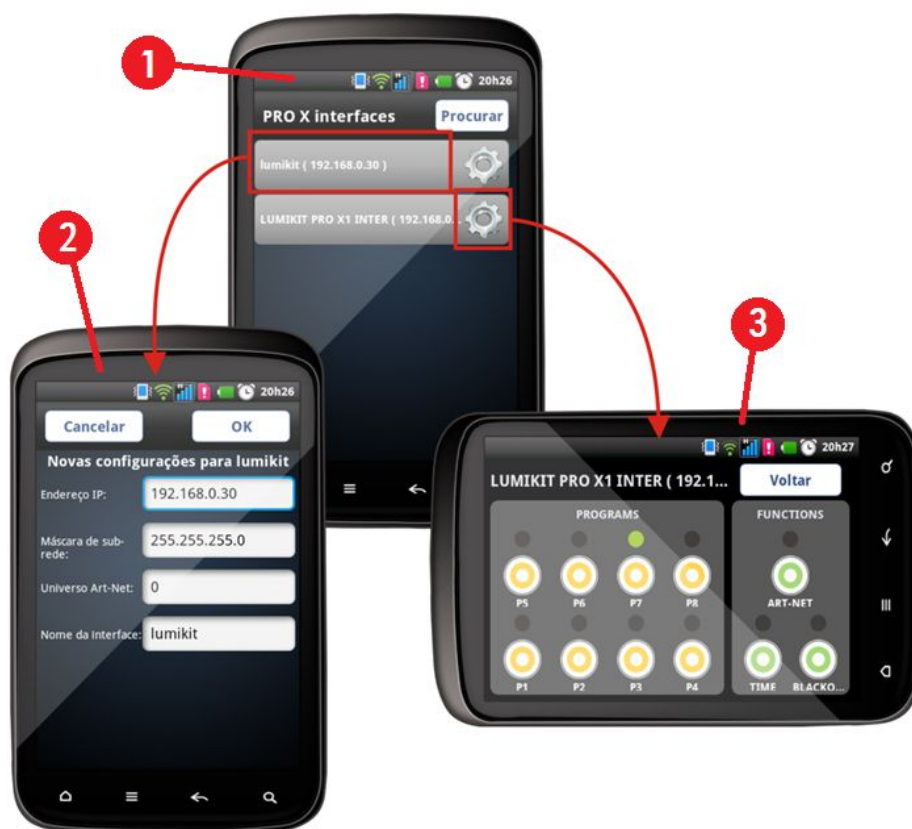 1
20h26
PRO X interfaces
Procurar
lumikit ( 192.168.0.30 )
LUMIKIT PRO X1 INTER ( 192.168.0...
2
20h26
Cancelar
OK
Novas configurações para lumikit
Endereço IP:
192.168.0.30
Máscara de sub-
rede:
255.255.255.0
Universo Art-Net:
0
Nome da interface:
lumikit
3
20h27
LUMIKIT PRO X1 INTER ( 192.1...
Voltar
PROGRAMS
FUNCTIONS
P5
P6
P7
P8
ART-NET
P1
P2
P3
P4
TIME
BLACKO...